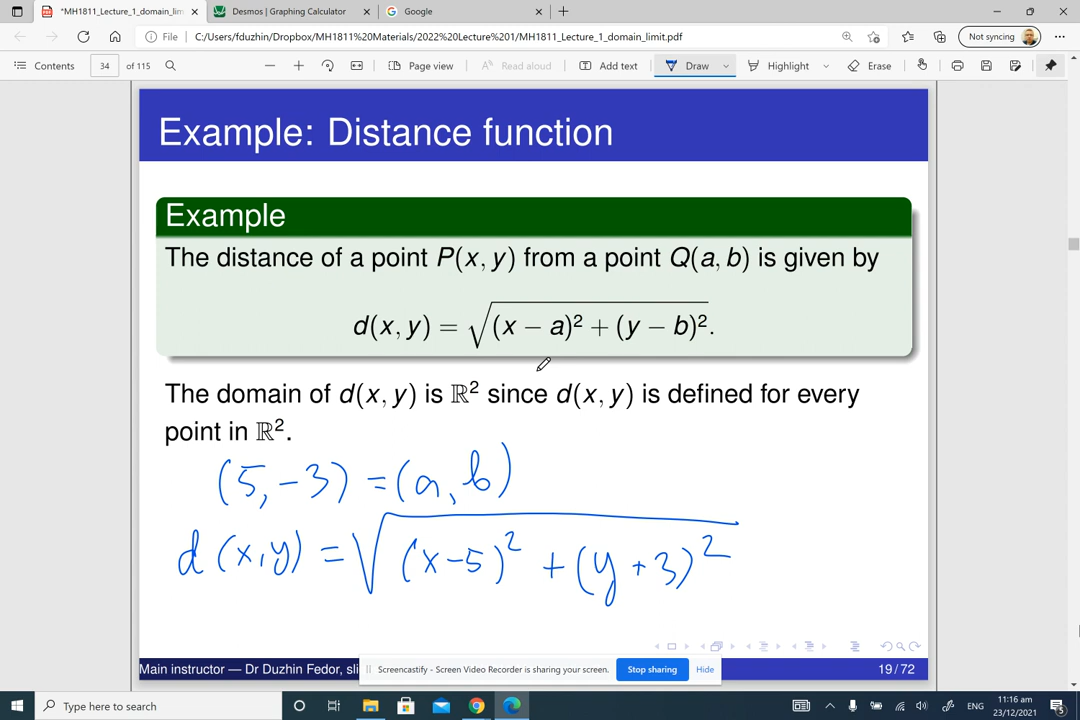 *MH1811_Lecture_1_domain_lim
Desmos | Graphing Calculator
Google
File
C:/Users/fduzhin/Dropbox/MH1811%20Materials/2022%20Lecture%201/MH1811_Lecture_1_domain_limit.pdf
Not syncing
Contents
34
of 115
Page view
Read aloud
Add text
Draw
Highlight
Erase
Example: Distance function
Example
The distance of a point P(x, y) from a point Q(a, b) is given by
d(x, y) = √(x − a)² + (y − b)².
The domain of d(x, y) is ℝ² since d(x, y) is defined for every
point in ℝ².
(5, −3) = (a, b)
d (x, y) = √(x−5)² + (y + 3)²
Main instructor — Dr Duzhin Fedor, sli
Screencastify - Screen Video Recorder is sharing your screen.
Stop sharing
Hide
19 / 72
Type here to search
ENG
11:16 am
23/12/2021
5